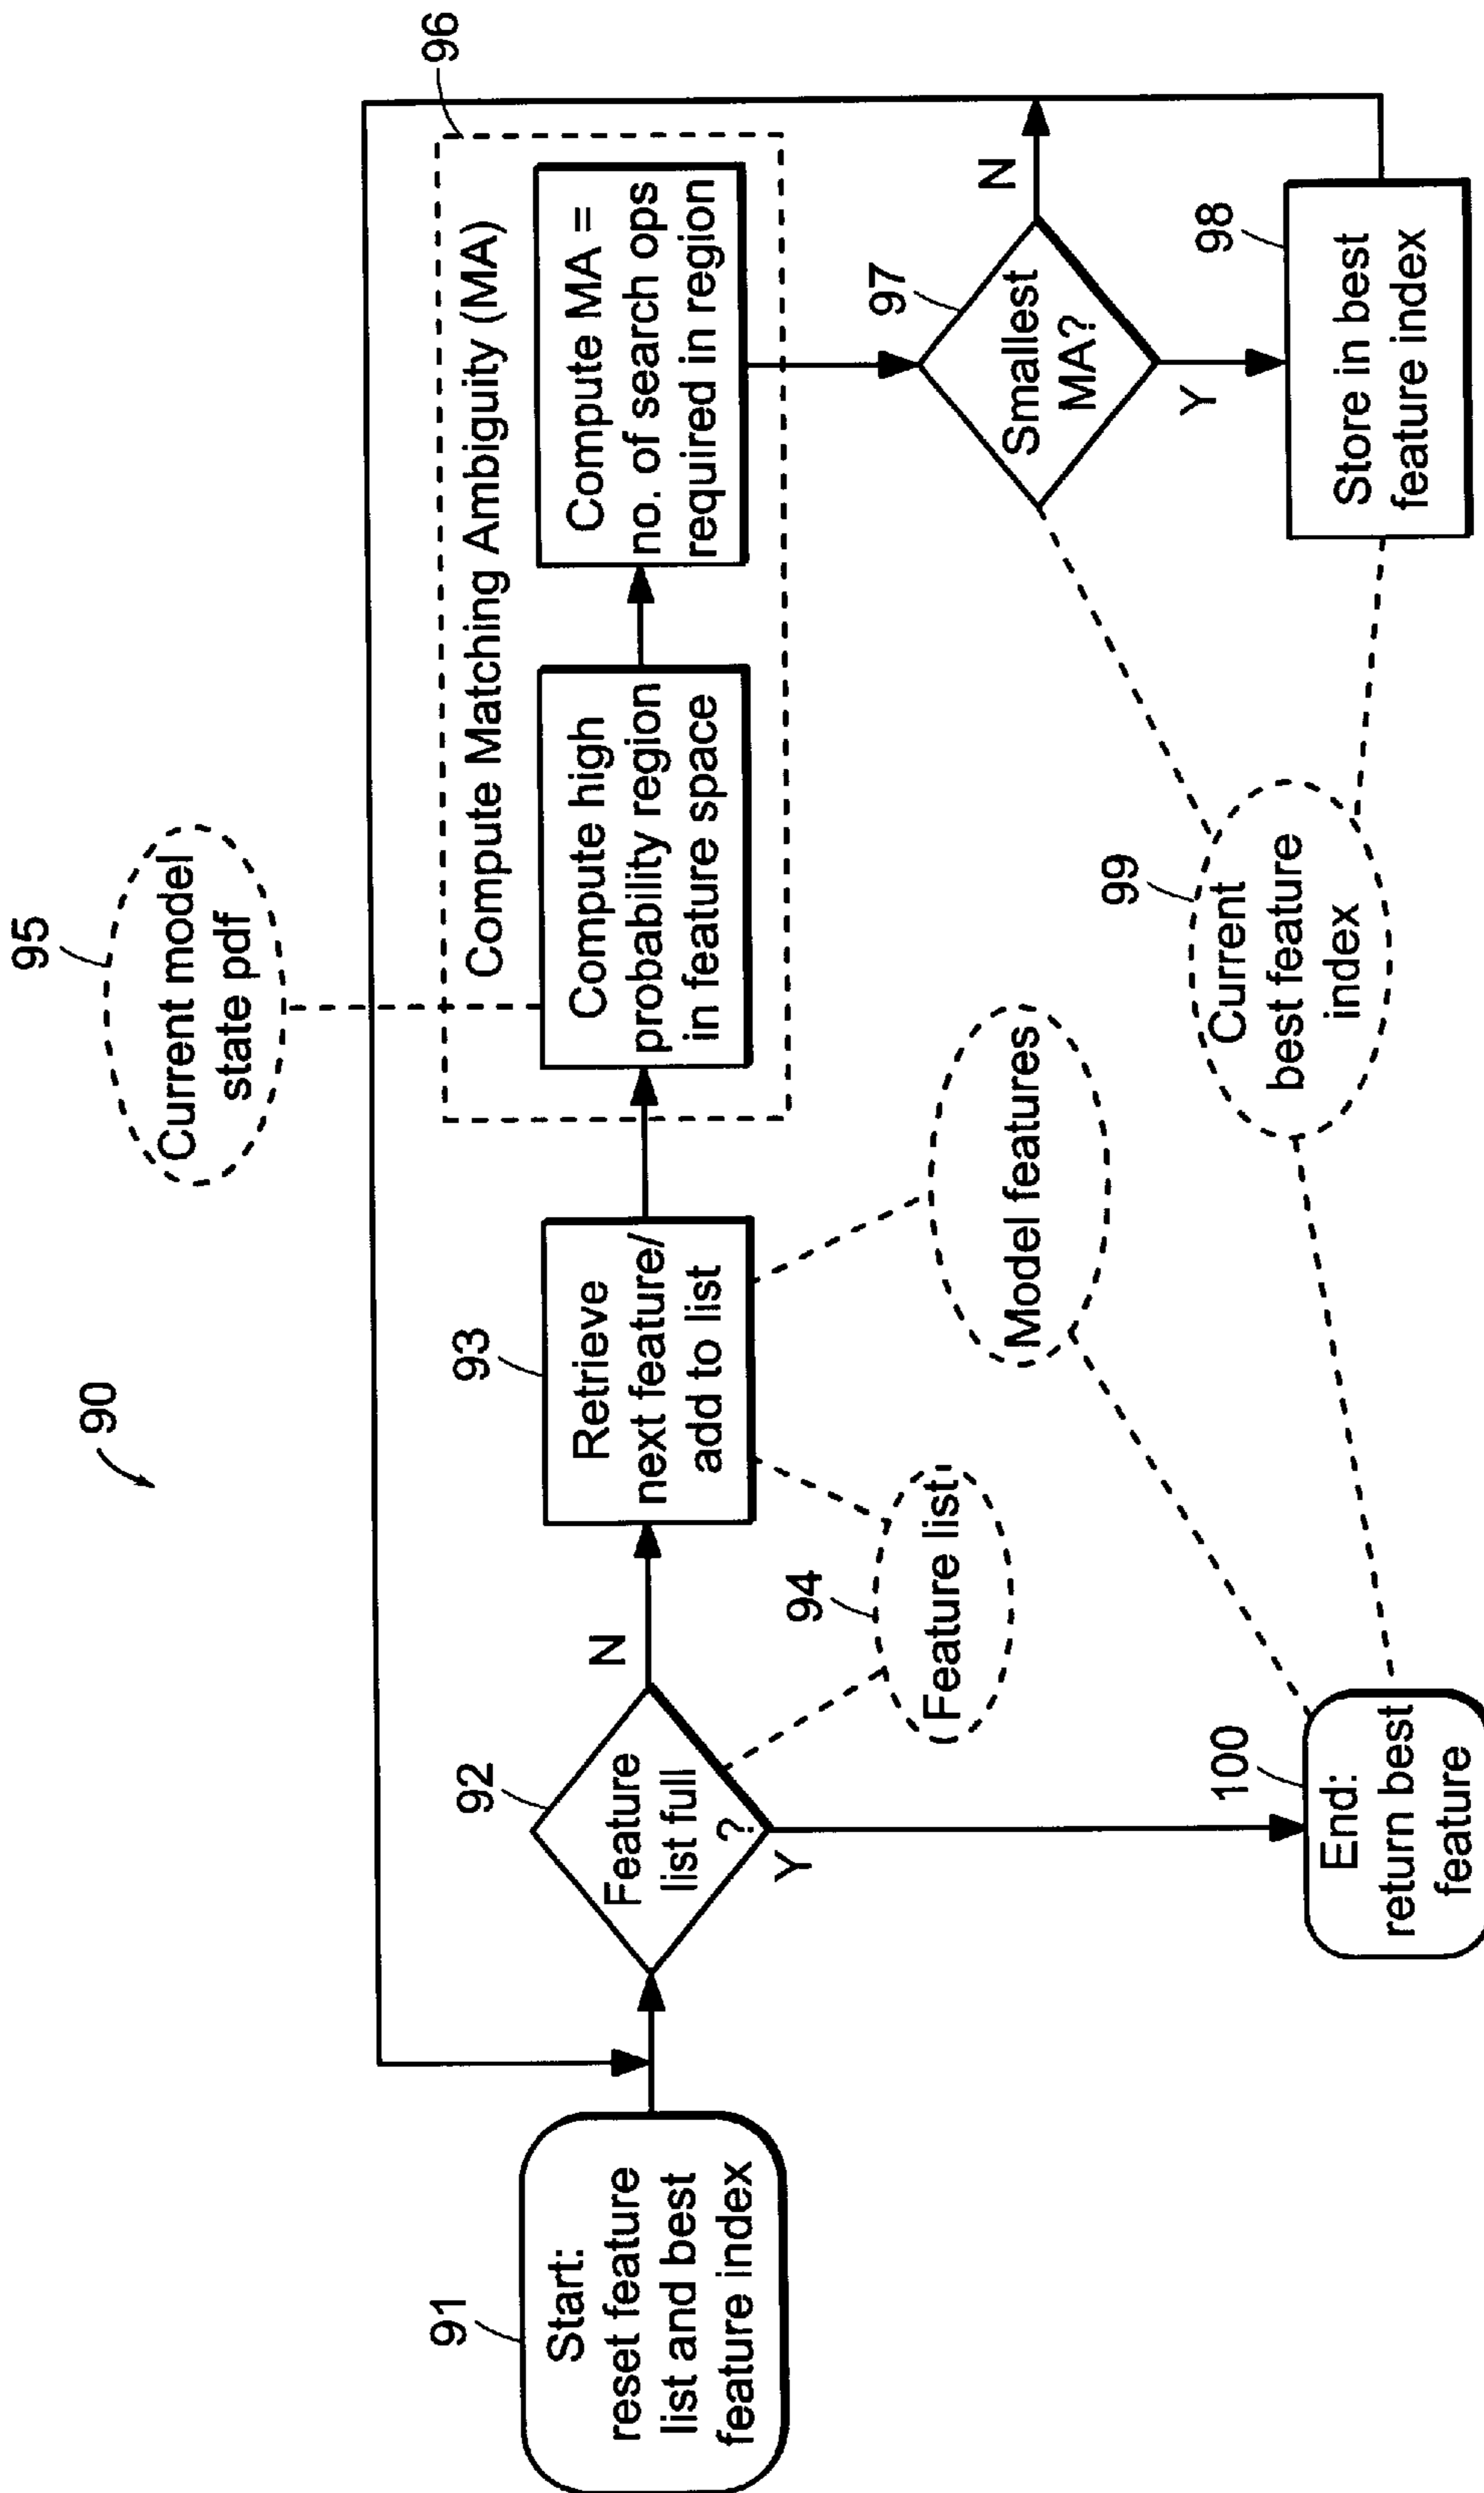 90
91
Start:
reset feature
list and best
feature index
92
Feature
list full
?
N
Y
93
Retrieve
next feature/
add to list
94
Feature list
Model features
95
Current model
state pdf
96
Compute Matching Ambiguity (MA)
Compute high
probability region
in feature space
Compute MA =
no. of search ops
required in region
97
Smallest
MA?
N
Y
98
Store in best
feature index
99
Current
best feature
index
100
End:
return best
feature